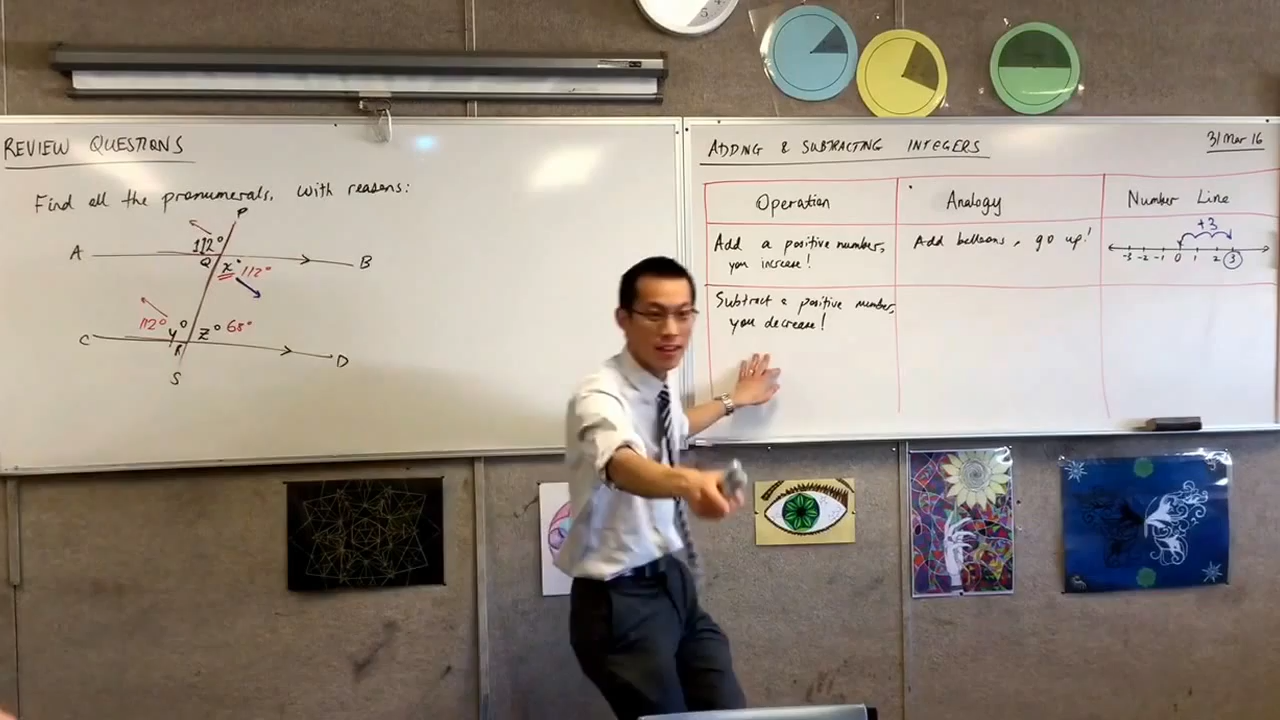 REVIEW QUESTIONS
Find all the pronumerals, with reasons:
P
112°
A
B
Q
x°
112°
112°
y°
z°
68°
C
R
D
S
ADDING & SUBTRACTING INTEGERS
31 Mar 16
Operation
Analogy
Number Line
Add a positive number,
you increase!
Add balloons, go up!
+3
-3 -2 -1 0 1 2 3
Subtract a positive number,
you decrease!